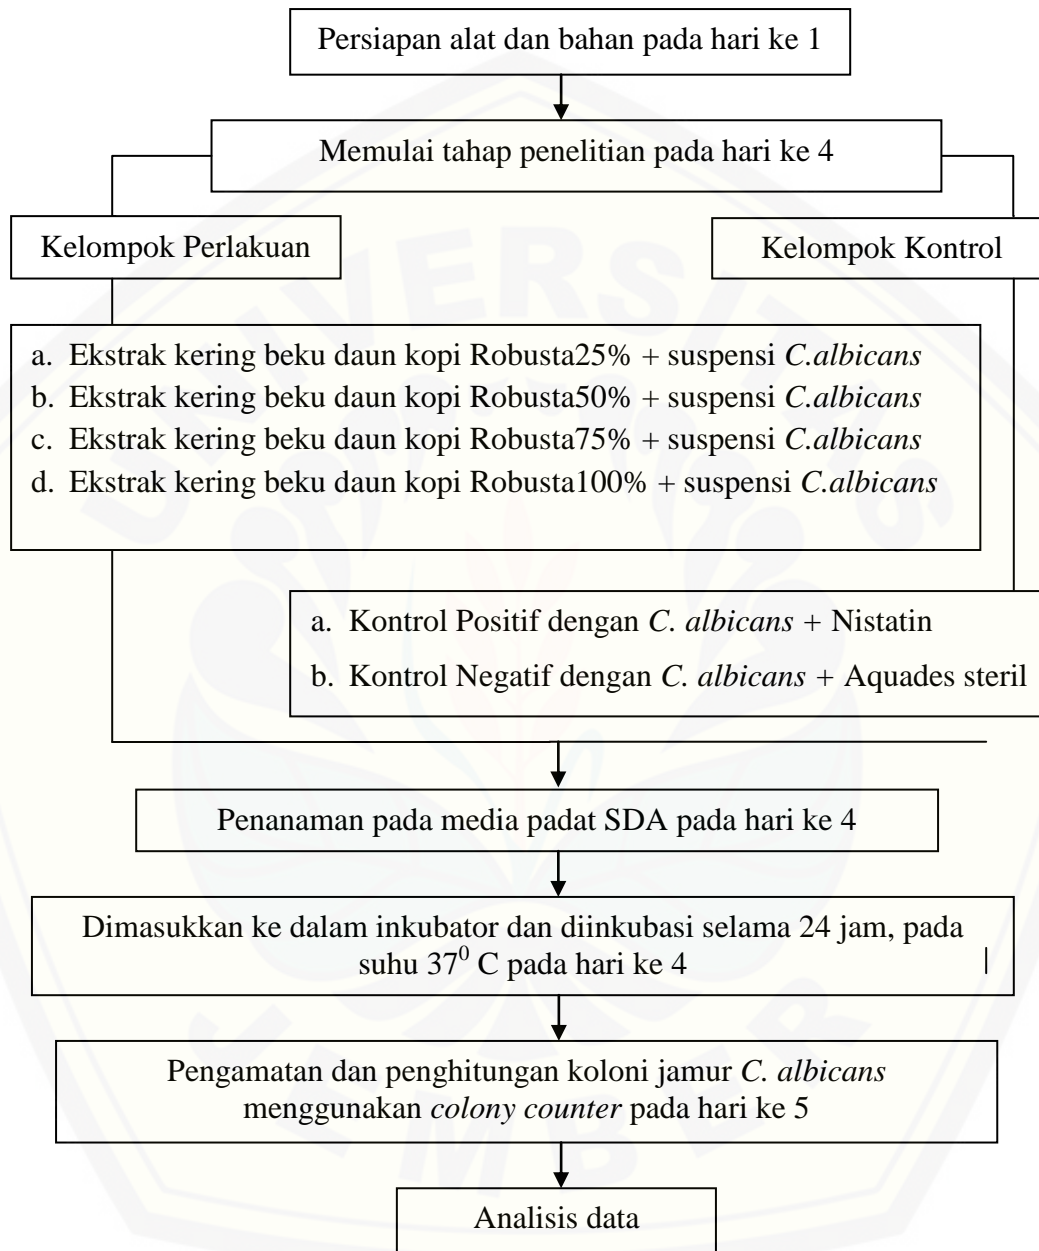 Persiapan alat dan bahan pada hari ke 1
Memulai tahap penelitian pada hari ke 4
Kelompok Perlakuan
Kelompok Kontrol
a. Ekstrak kering beku daun kopi Robusta25% + suspensi C.albicans
b. Ekstrak kering beku daun kopi Robusta50% + suspensi C.albicans
c. Ekstrak kering beku daun kopi Robusta75% + suspensi C.albicans
d. Ekstrak kering beku daun kopi Robusta100% + suspensi C.albicans
a. Kontrol Positif dengan C. albicans + Nistatin
b. Kontrol Negatif dengan C. albicans + Aquades steril
Penanaman pada media padat SDA pada hari ke 4
Dimasukkan ke dalam inkubator dan diinkubasi selama 24 jam, pada
suhu 37⁰ C pada hari ke 4
Pengamatan dan penghitungan koloni jamur C. albicans
menggunakan colony counter pada hari ke 5
Analisis data
UNIVERSITAS
JEMBER